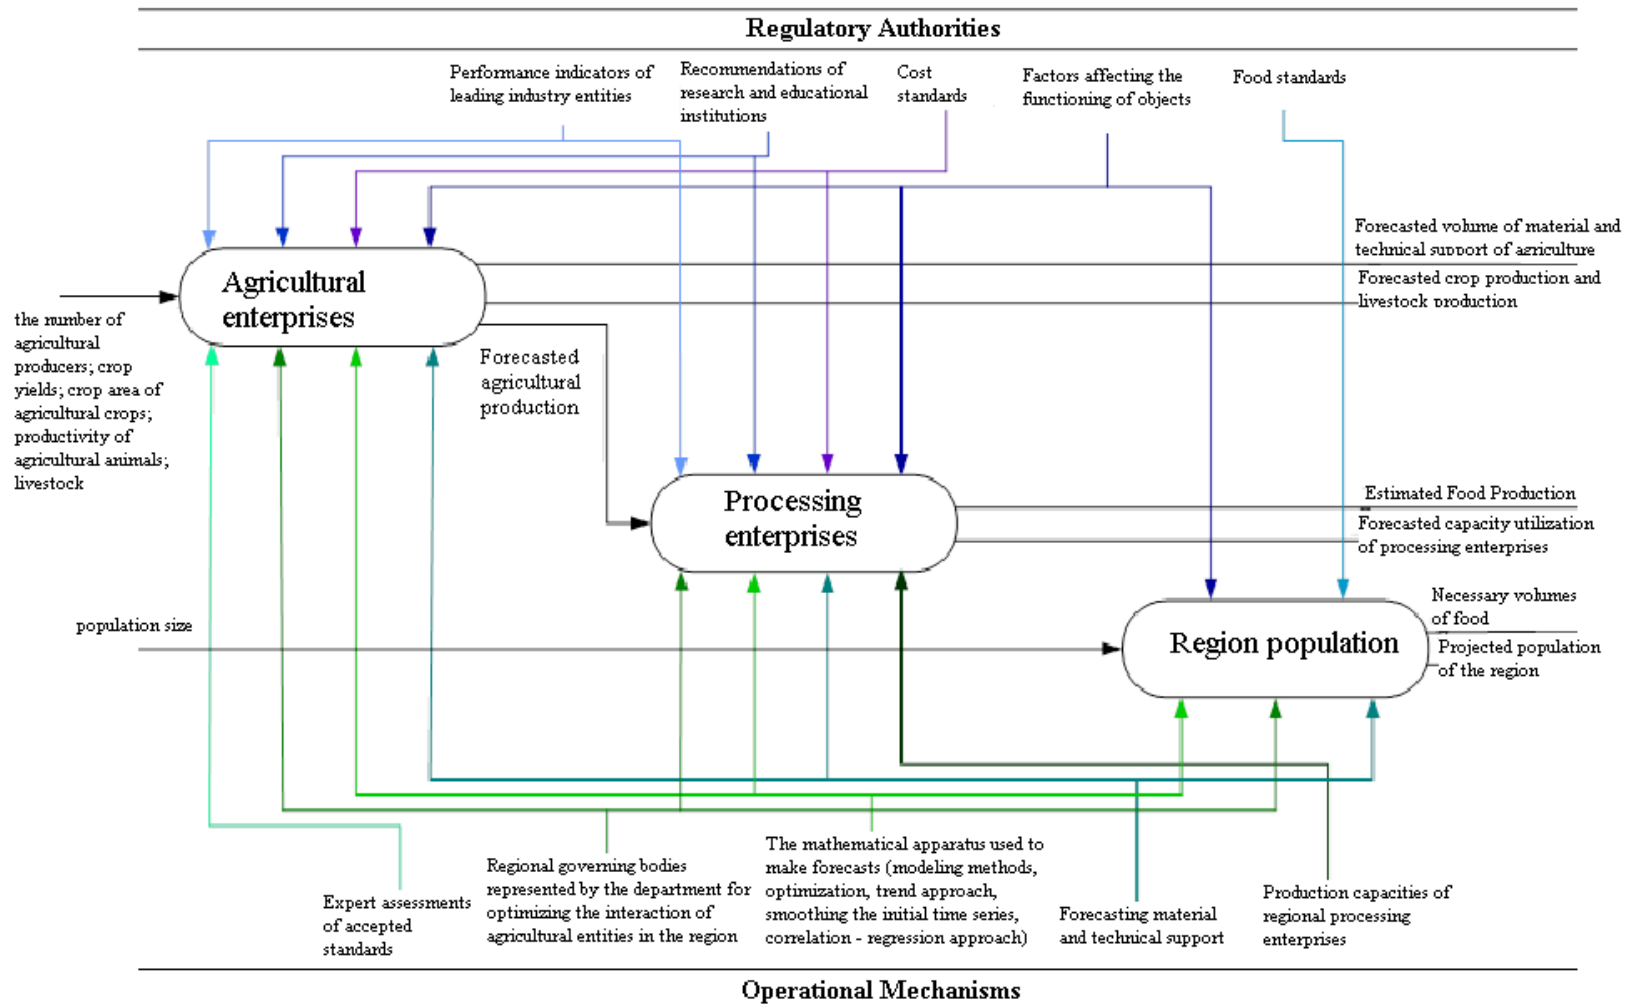 Regulatory Authorities
Performance indicators of
leading industry entities
Recommendations of
research and educational
institutions
Cost
standards
Factors affecting the
functioning of objects
Food standards
Forecasted volume of material and
technical support of agriculture
Forecasted crop production and
livestock production
Agricultural
enterprises
the number of
agricultural
producers; crop
yields; crop area of
agricultural crops;
productivity of
agricultural animals;
livestock
Forecasted
agricultural
production
Processing
enterprises
Estimated Food Production
Forecasted capacity utilization
of processing enterprises
population size
Region population
Necessary volumes
of food
Projected population
of the region
Expert assessments
of accepted
standards
Regional governing bodies
represented by the department for
optimizing the interaction of
agricultural entities in the region
The mathematical apparatus used to
make forecasts (modeling methods,
optimization, trend approach,
smoothing the initial time series,
correlation - regression approach)
Forecasting material
and technical support
Production capacities of
regional processing
enterprises
Operational Mechanisms